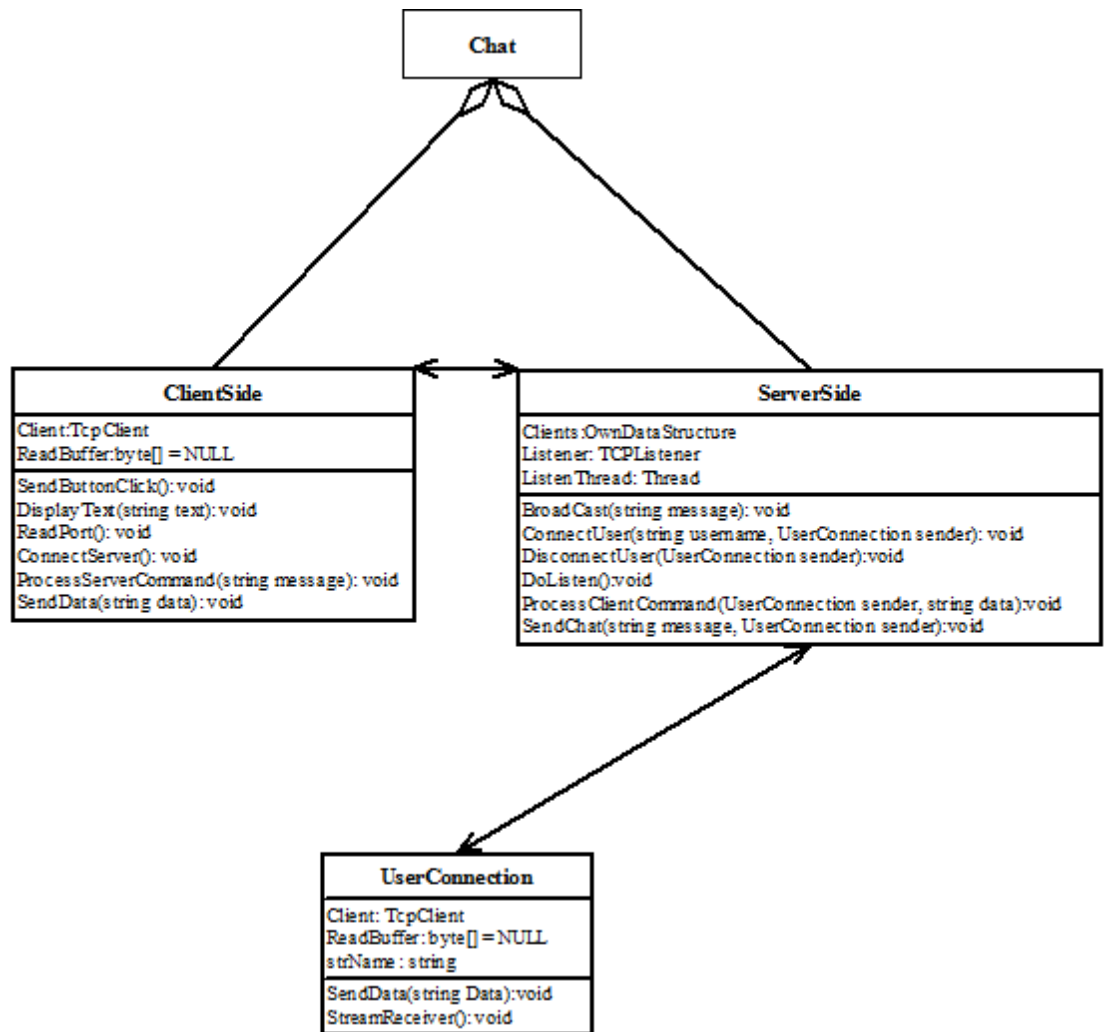 Chat
ClientSide
Client:TcpClient
ReadBuffer:byte[] = NULL
SendButtonClick(): void
DisplayText(string text): void
ReadPort(): void
ConnectServer(): void
ProcessServerCommand(string message): void
SendData(string data): void
ServerSide
Clients:OwnDataStructure
Listener: TCPListener
ListenThread: Thread
BroadCast(string message): void
ConnectUser(string username, UserConnection sender): void
DisconnectUser(UserConnection sender):void
DoListen():void
ProcessClientCommand(UserConnection sender, string data):void
SendChat(string message, UserConnection sender):void
UserConnection
Client: TcpClient
ReadBuffer: byte[] = NULL
strName : string
SendData(string Data):void
StreamReceiver(): void